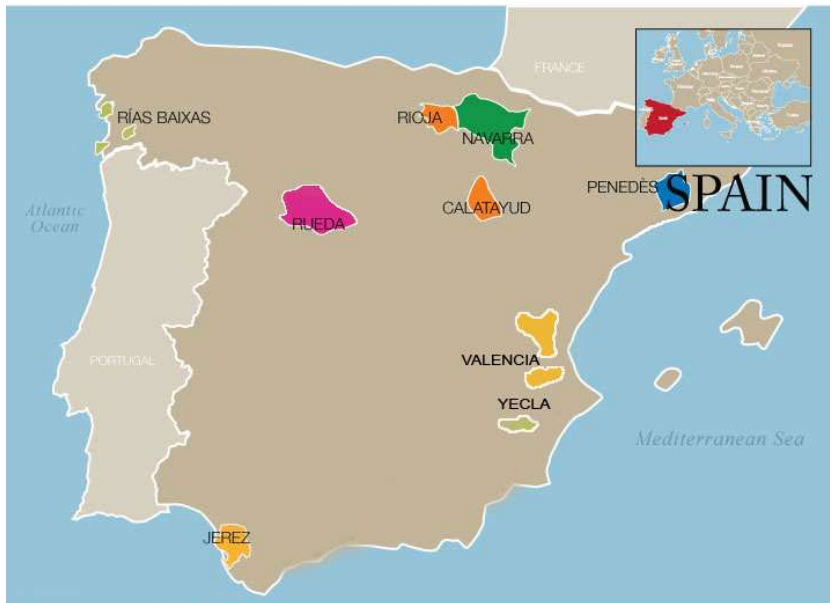 FRANCE
RÍAS BAIXAS
RIOJA
NAVARRA
PENEDÈS
SPAIN
CALATAYUD
RUEDA
Atlantic
Ocean
PORTUGAL
VALENCIA
YECLA
Mediterranean Sea
JEREZ